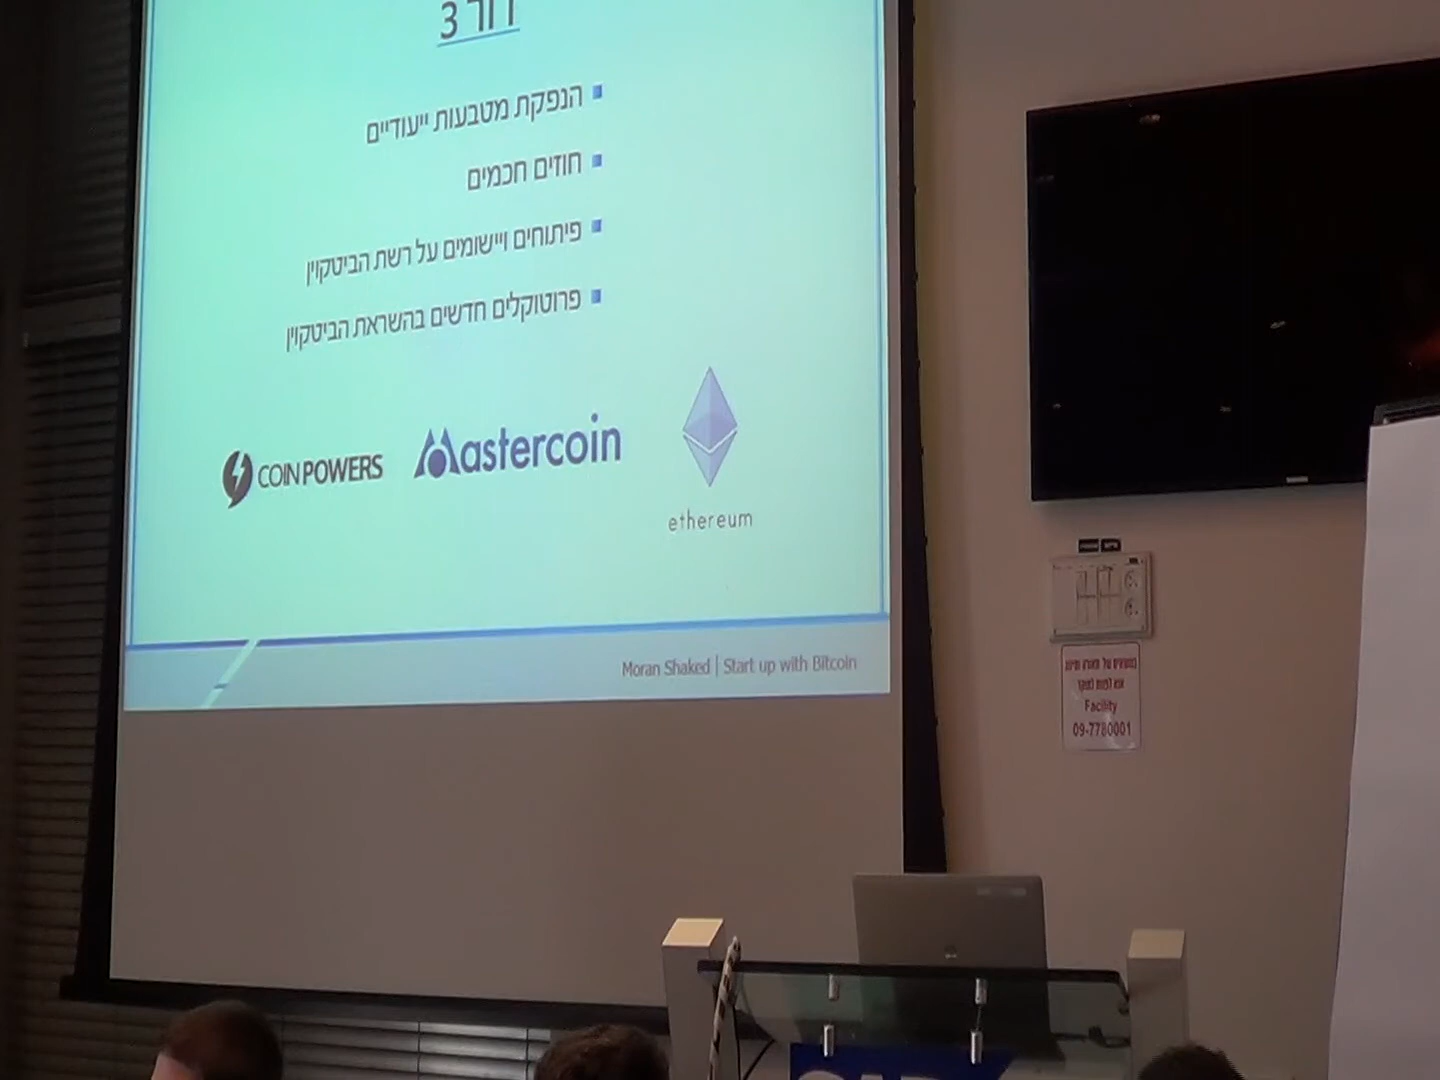 דור 3
הנפקת מטבעות ייעודיים
חוזים חכמים
פיתוחים ויישומים על רשת הביטקוין
פרוטוקלים חדשים בהשראת הביטקוין
COINPOWERS
Mastercoin
ethereum
Moran Shaked | Start up with Bitcoin
Facility
09-7780001